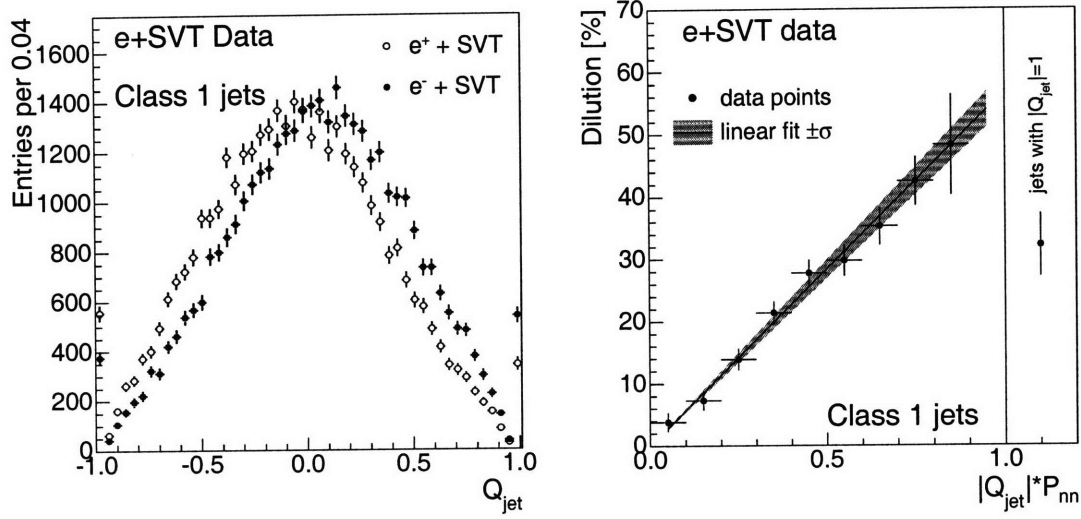 e+SVT Data
e⁺ + SVT
e⁻ + SVT
Class 1 jets
Entries per 0.04
1600
1400
1200
1000
800
600
400
200
0
-1.0
-0.5
0.0
0.5
1.0
Q_jet
e+SVT data
data points
linear fit ±σ
Dilution [%]
70
60
50
40
30
20
10
0
Class 1 jets
0.0
0.5
1.0
|Q_jet|*P_nn
jets with |Q_jet|=1